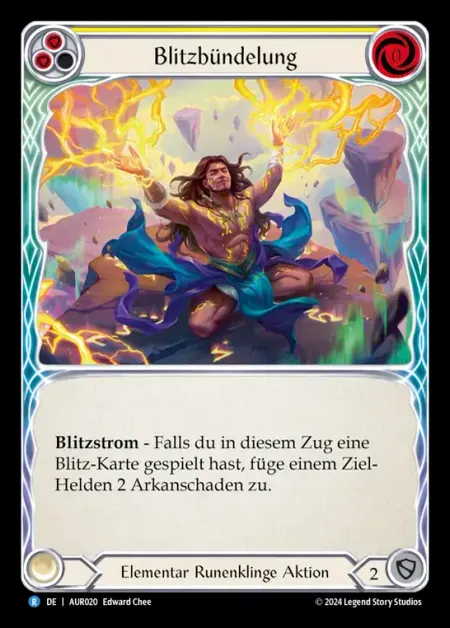 Blitzbündelung
0
Blitzstrom - Falls du in diesem Zug eine
Blitz-Karte gespielt hast, füge einem Ziel-
Helden 2 Arkanschaden zu.
Elementar Runenklinge Aktion
2
R DE | AUR020 Edward Chee
© 2024 Legend Story Studios